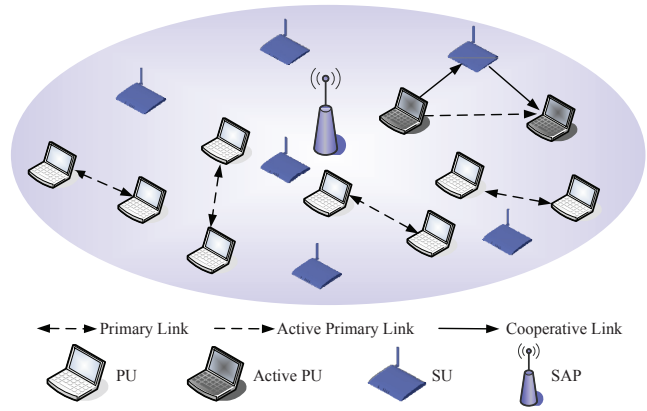 Primary Link
Active Primary Link
Cooperative Link
PU
Active PU
SU
SAP